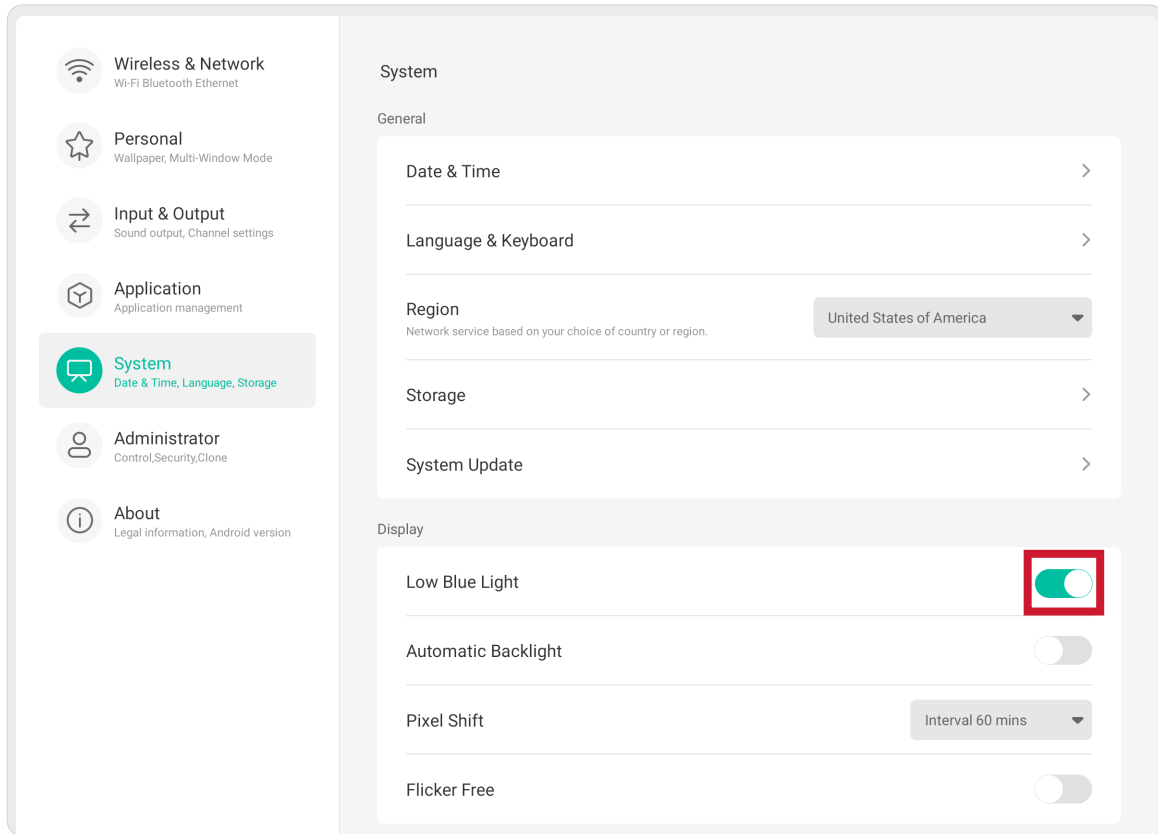 Wireless & Network
Wi-Fi Bluetooth Ethernet
Personal
Wallpaper, Multi-Window Mode
Input & Output
Sound output, Channel settings
Application
Application management
System
Date & Time, Language, Storage
Administrator
Control,Security,Clone
About
Legal information, Android version
System
General
Date & Time
Language & Keyboard
Region
Network service based on your choice of country or region.
United States of America
Storage
System Update
Display
Low Blue Light
Automatic Backlight
Pixel Shift
Interval 60 mins
Flicker Free